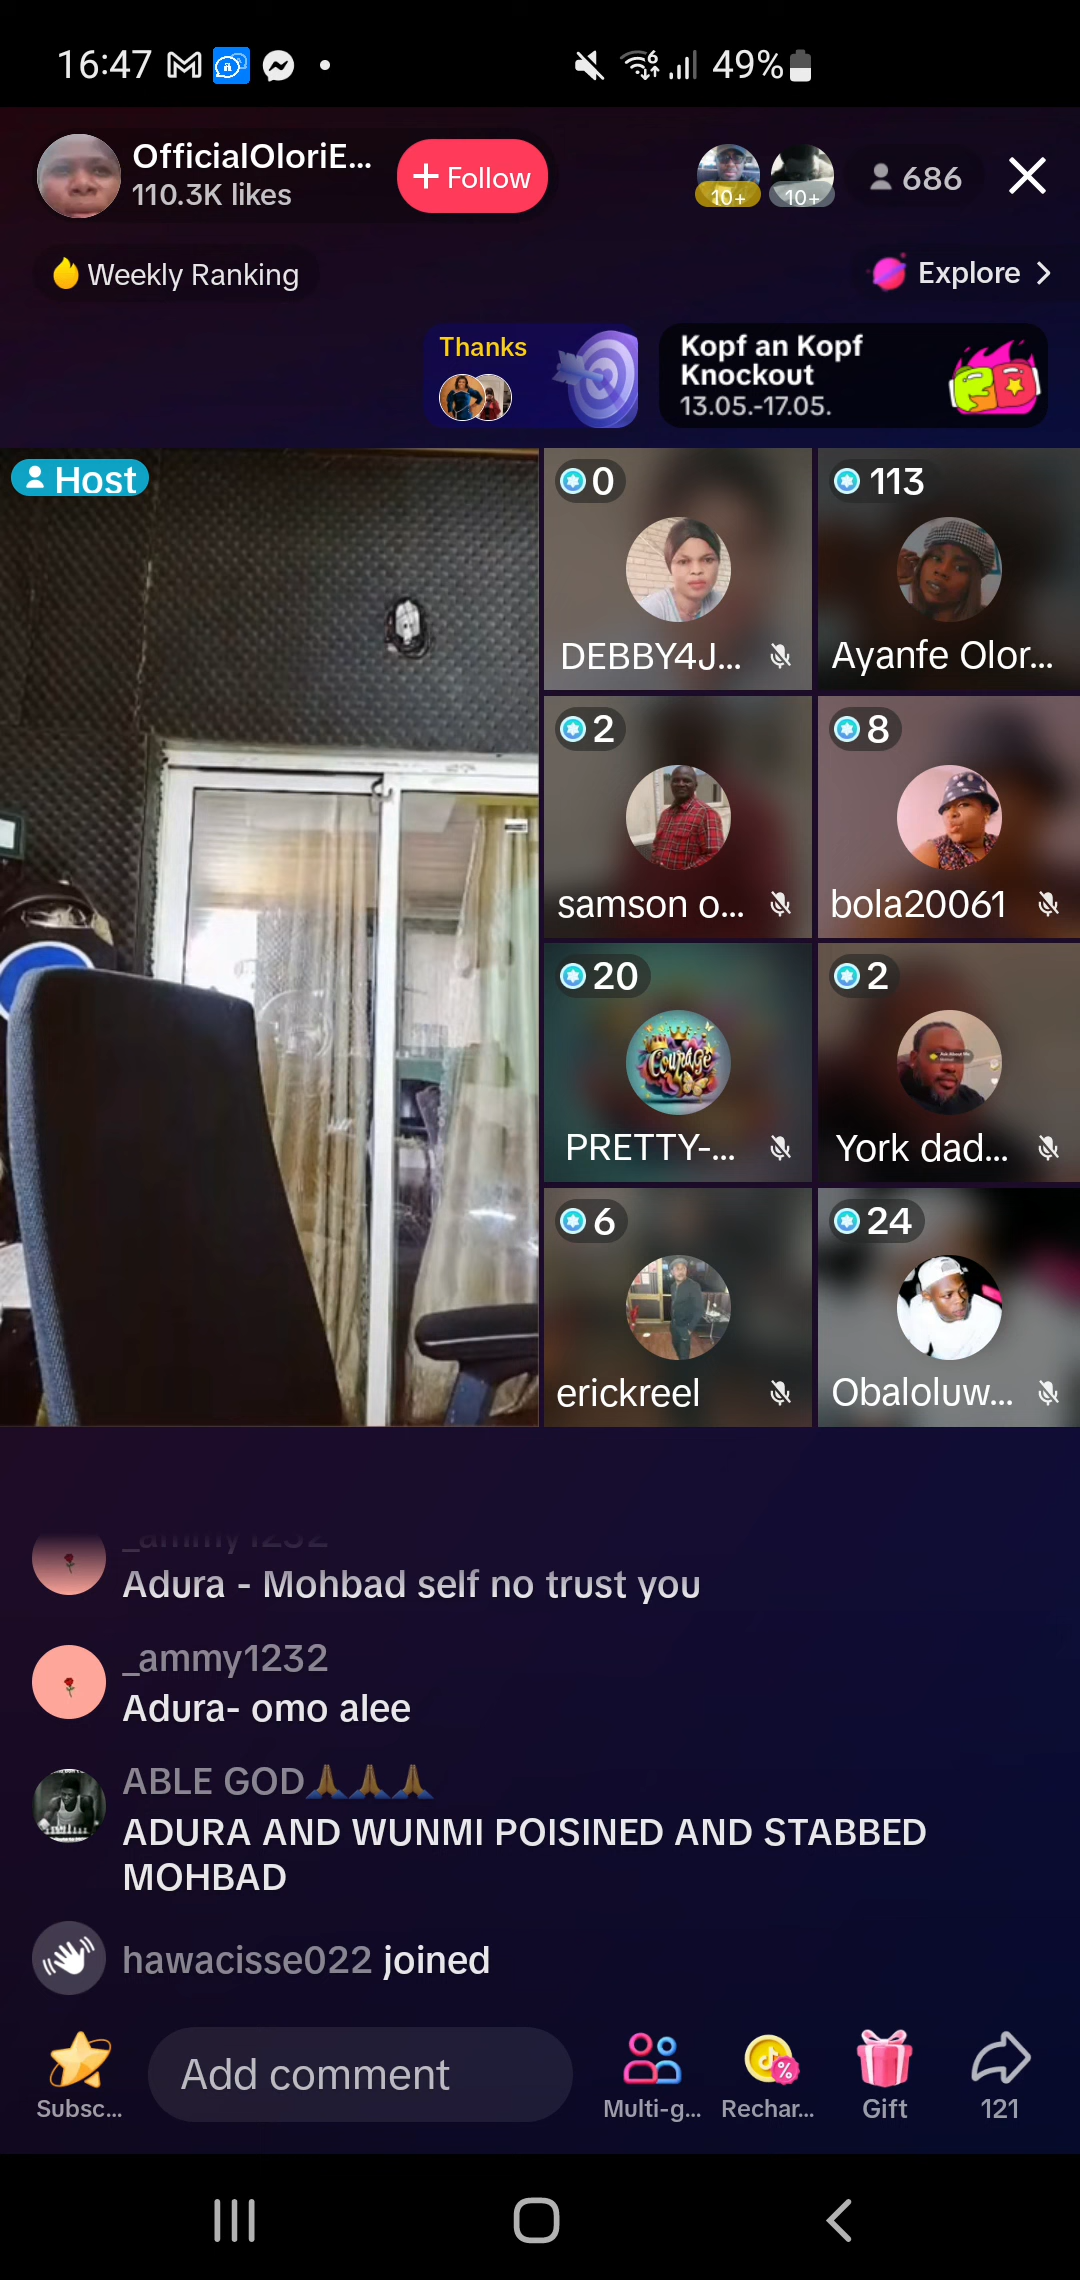 16:47
49%
OfficialOloriE...
110.3K likes
+ Follow
10+
10+
686
Weekly Ranking
Explore
Thanks
Kopf an Kopf
Knockout
13.05.-17.05.
Host
0
113
DEBBY4J...
Ayanfe Olor...
2
8
samson o...
bola20061
20
2
Courage
PRETTY-...
York dad...
6
24
erickreel
Obaloluw...
_ammy1232
Adura - Mohbad self no trust you
_ammy1232
Adura- omo alee
ABLE GOD🙏🙏🙏
ADURA AND WUNMI POISINED AND STABBED
MOHBAD
hawacisse022 joined
Subsc...
Add comment
Multi-g...
Rechar...
Gift
121